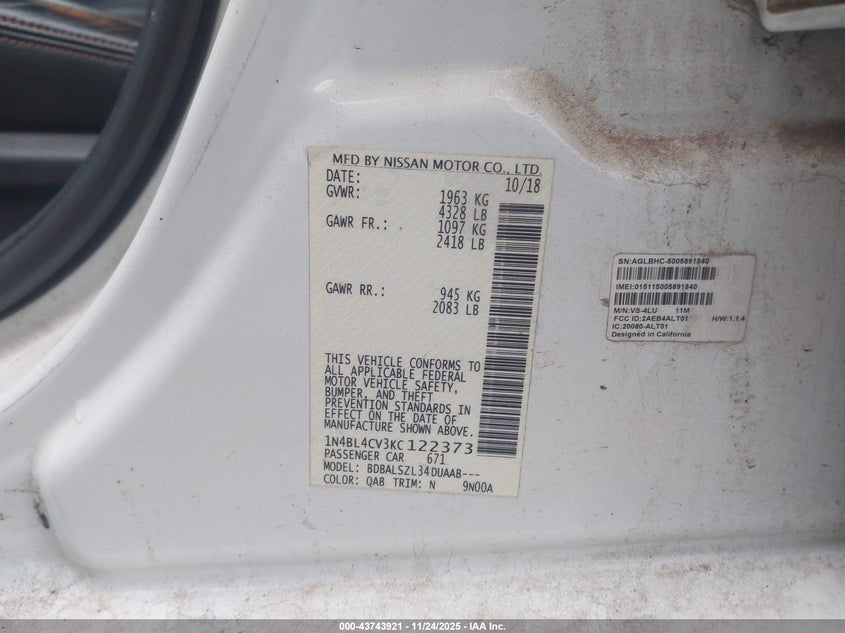 MFD BY NISSAN MOTOR CO., LTD.
DATE: 10/18
GVWR: 1963 KG
4328 LB
GAWR FR.: 1097 KG
2418 LB
GAWR RR.: 945 KG
2083 LB
THIS VEHICLE CONFORMS TO
ALL APPLICABLE FEDERAL
MOTOR VEHICLE SAFETY,
BUMPER, AND THEFT
PREVENTION STANDARDS IN
EFFECT ON THE DATE OF
MANUFACTURE SHOWN ABOVE.
1N4BL4CV3KC122373
PASSENGER CAR 671
MODEL: BDBALSZL34DUAAB---
COLOR: QAB TRIM: N 9N00A
SN:AGLBHC-5005891840
IMEI:015115005891840
M/N:VS-4LU 11M
FCC ID:2AEB4ALT01 H/W:1.1:4
IC:20080-ALT01
Designed in California
000-43743921 - 11/24/2025 - IAA Inc.